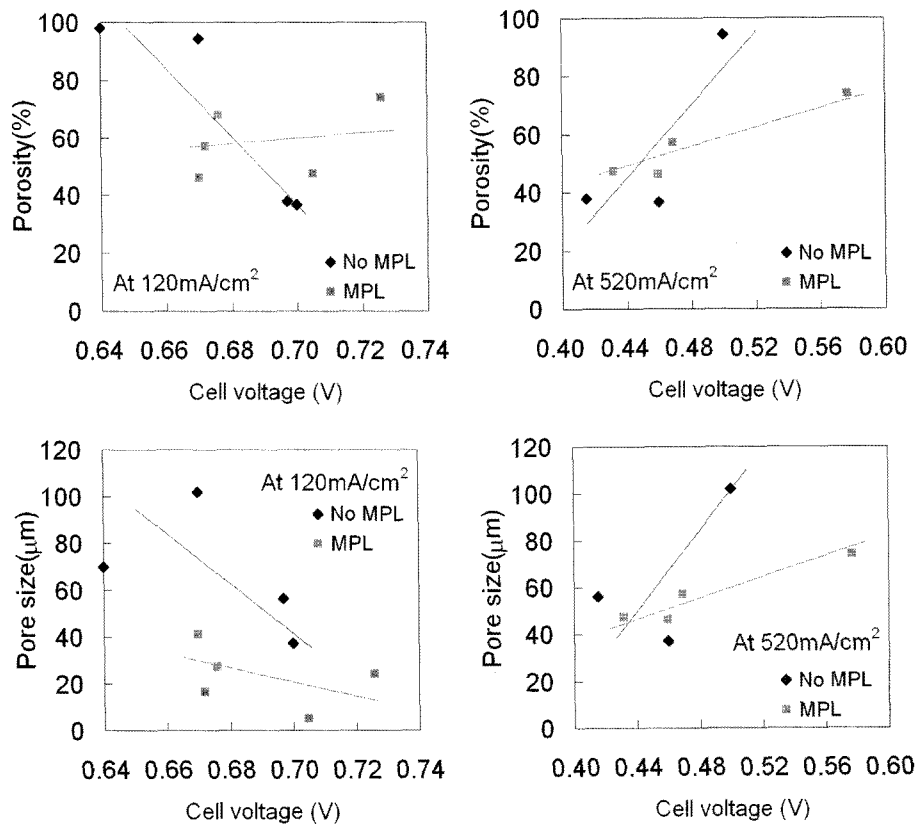 100
80
60
40
20
0
Porosity(%)
At 120mA/cm²
No MPL
MPL
0.64 0.66 0.68 0.70 0.72 0.74
Cell voltage (V)
100
80
60
40
20
0
Porosity(%)
No MPL
MPL
At 520mA/cm²
0.40 0.44 0.48 0.52 0.56 0.60
Cell voltage (V)
120
100
80
60
40
20
0
Pore size(μm)
At 120mA/cm²
No MPL
MPL
0.64 0.66 0.68 0.70 0.72 0.74
Cell voltage (V)
120
100
80
60
40
20
0
Pore size(μm)
At 520mA/cm²
No MPL
MPL
0.40 0.44 0.48 0.52 0.56 0.60
Cell voltage (V)